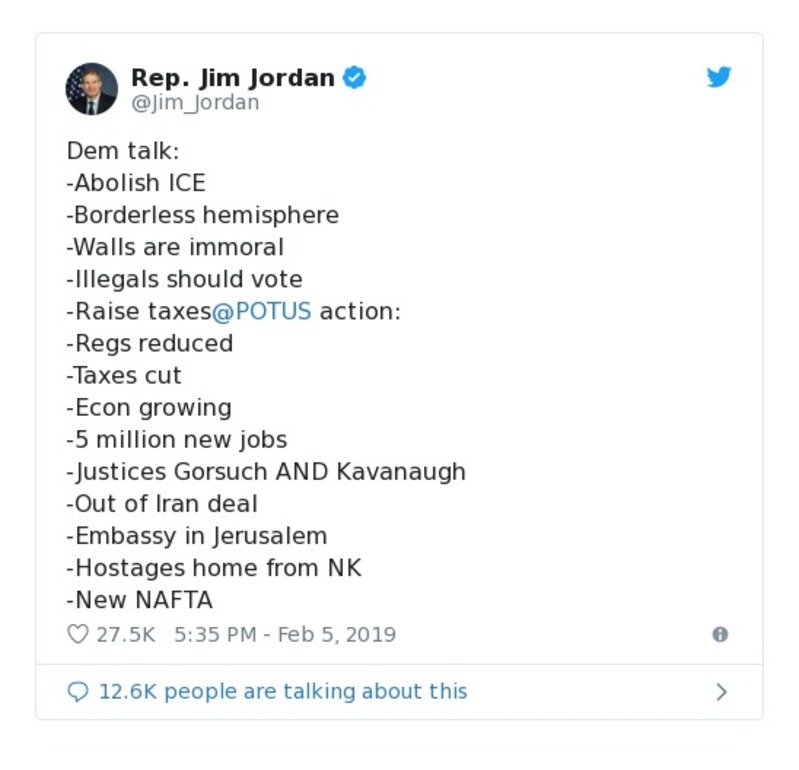 Rep. Jim Jordan
@Jim_Jordan
Dem talk:
-Abolish ICE
-Borderless hemisphere
-Walls are immoral
-Illegals should vote
-Raise taxes@POTUS action:
-Regs reduced
-Taxes cut
-Econ growing
-5 million new jobs
-Justices Gorsuch AND Kavanaugh
-Out of Iran deal
-Embassy in Jerusalem
-Hostages home from NK
-New NAFTA
27.5K 5:35 PM - Feb 5, 2019
12.6K people are talking about this